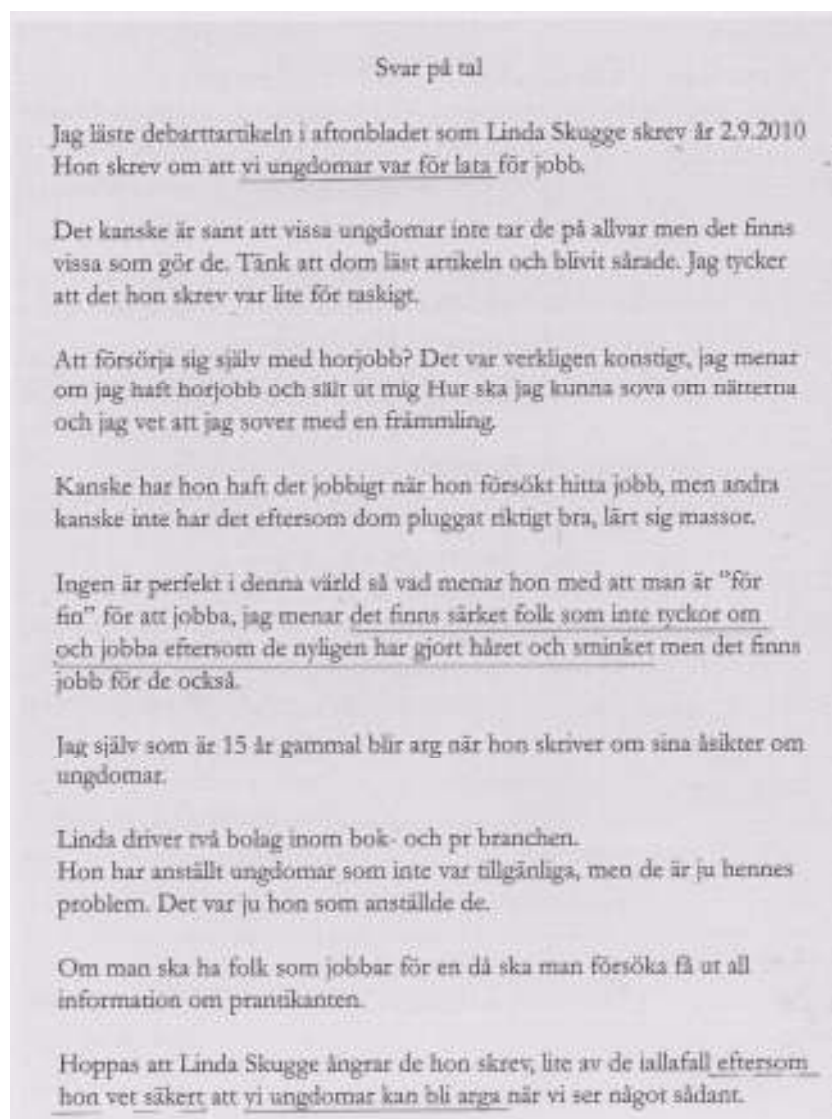 Svar på tal
Jag läste debarttartikeln i aftonbladet som Linda Skugge skrev år 2.9.2010
Hon skrev om att vi ungdomar var för lata för jobb.
Det kanske är sant att vissa ungdomar inte tar de på allvar men det finns
vissa som gör de. Tänk att dom läst artikeln och blivit sårade. Jag tycker
att det hon skrev var lite för taskigt.
Att försörja sig själv med horjobb? Det var verkligen konstigt, jag menar
om jag haft horjobb och sält ut mig Hur ska jag kunna sova om nätterna
och jag vet att jag sover med en främmling.
Kanske har hon haft det jobbigt när hon försökt hitta jobb, men andra
kanske inte har det eftersom dom pluggat riktigt bra, lärt sig massor.
Ingen är perfekt i denna värld så vad menar hon med att man är ”för
fin” för att jobba, jag menar det finns särket folk som inte tyckor om
och jobba eftersom de nyligen har gjort håret och sminket men det finns
jobb för de också.
Jag själv som är 15 år gammal blir arg när hon skriver om sina åsikter om
ungdomar.
Linda driver två bolag inom bok- och pr branchen.
Hon har anställt ungdomar som inte var tillgänliga, men de är ju hennes
problem. Det var ju hon som anställde de.
Om man ska ha folk som jobbar för en då ska man försöka få ut all
information om prantikanten.
Hoppas att Linda Skugge ångrar de hon skrev, lite av de iallafall eftersom
hon vet säkert att vi ungdomar kan bli arga när vi ser något sådant.